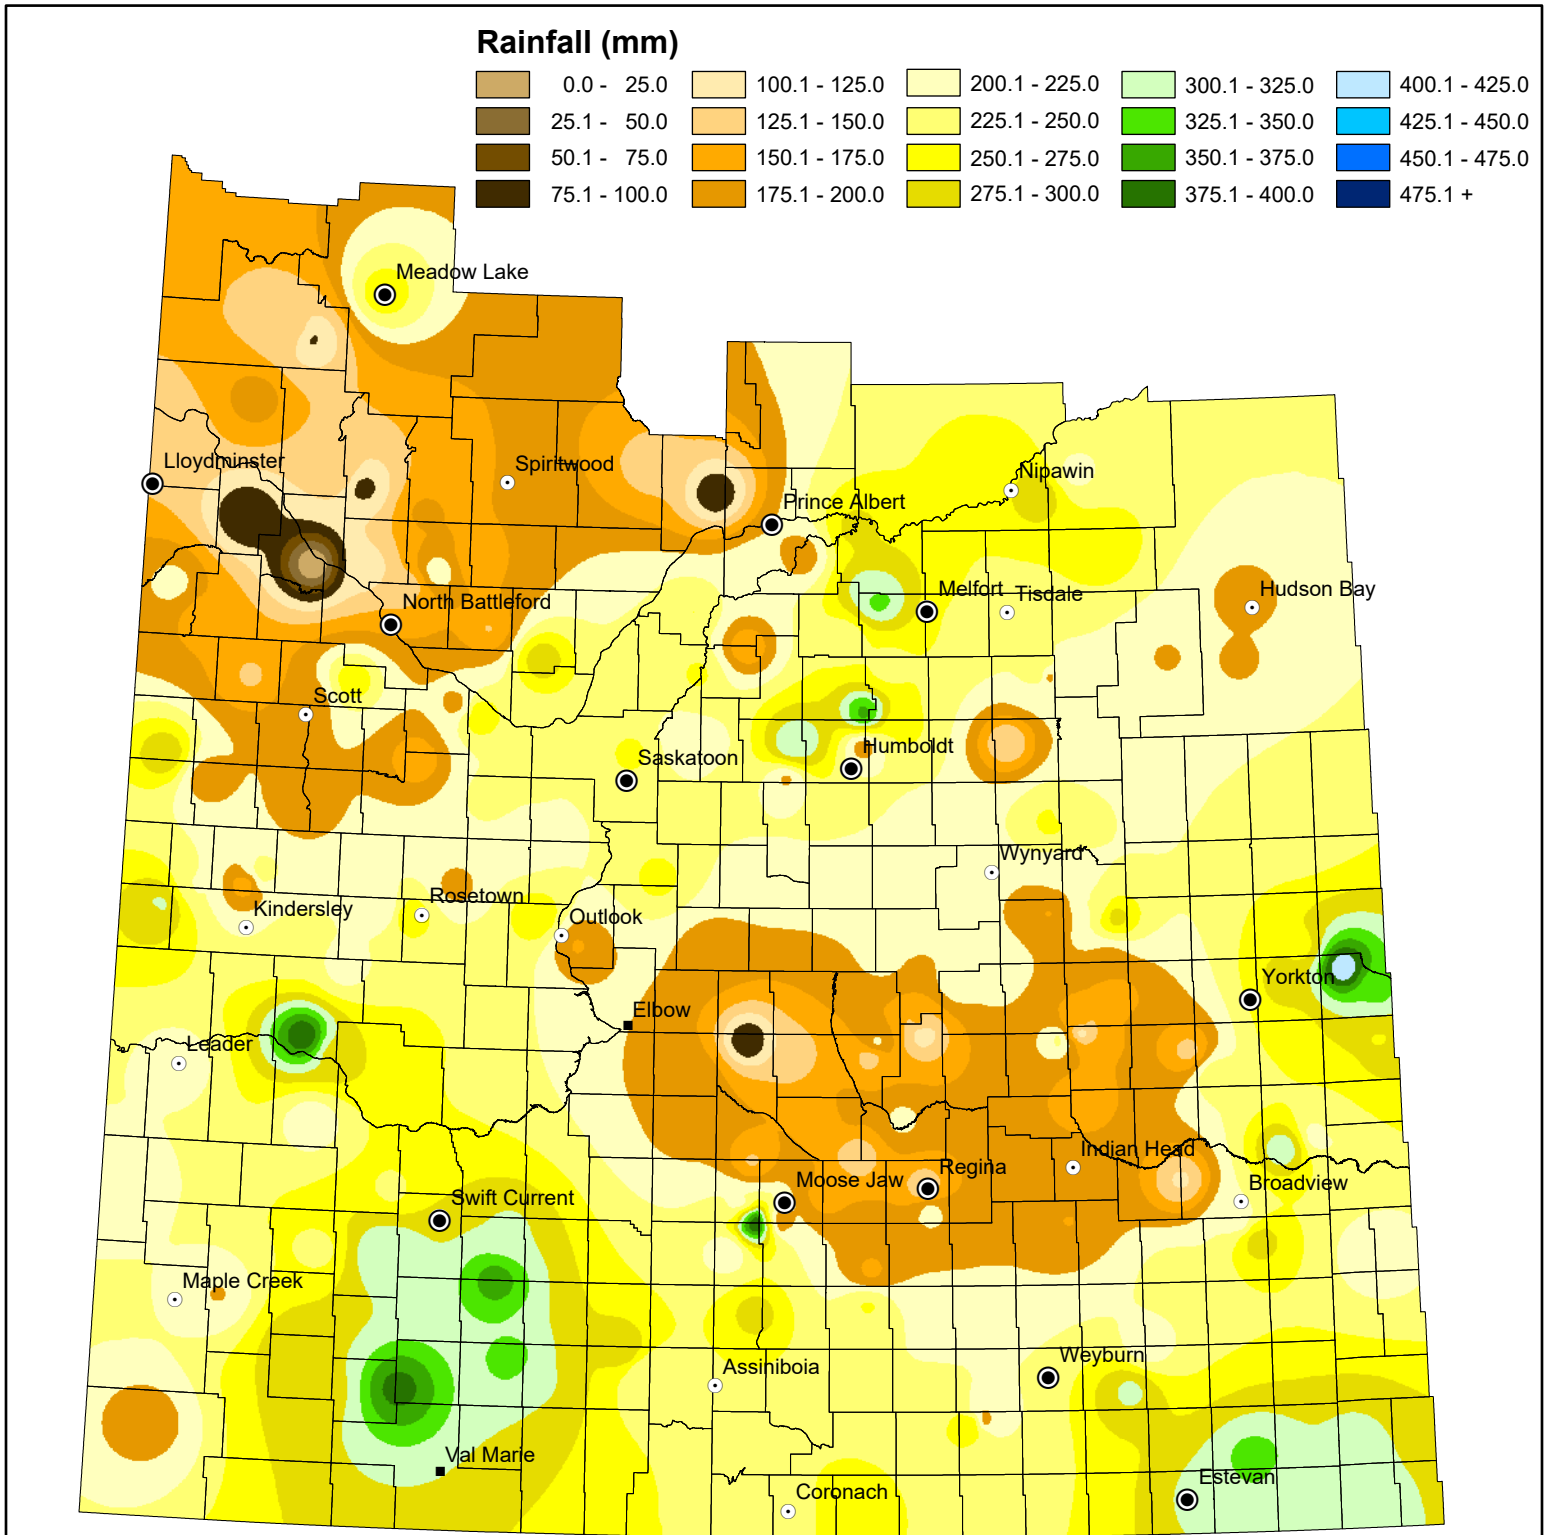 Rainfall (mm)
0.0 - 25.0
25.1 - 50.0
50.1 - 75.0
75.1 - 100.0
100.1 - 125.0
125.1 - 150.0
150.1 - 175.0
175.1 - 200.0
200.1 - 225.0
225.1 - 250.0
250.1 - 275.0
275.1 - 300.0
300.1 - 325.0
325.1 - 350.0
350.1 - 375.0
375.1 - 400.0
400.1 - 425.0
425.1 - 450.0
450.1 - 475.0
475.1 +
Meadow Lake
Lloydminster
Spiritwood
Nipawin
Prince Albert
Hudson Bay
Melfort
Tisdale
North Battleford
Scott
Humboldt
Saskatoon
Wynyard
Rosetown
Kindersley
Outlook
Yorkton
Elbow
Leader
Indian Head
Regina
Moose Jaw
Broadview
Swift Current
Maple Creek
Weyburn
Assiniboia
Val Marie
Estevan
Coronach